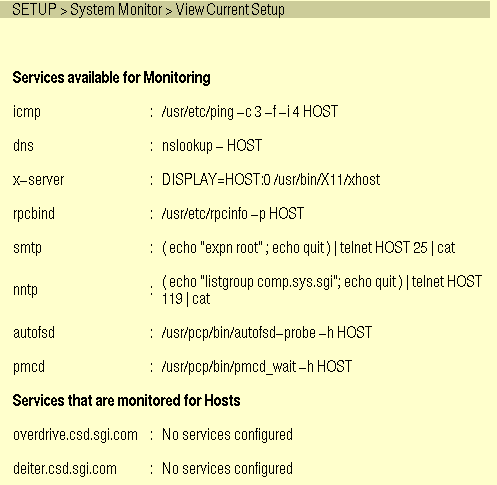 SETUP > System Monitor > View Current Setup
Services available for Monitoring
icmp : /usr/etc/ping -c 3 -f -i 4 HOST
dns : nslookup - HOST
x-server : DISPLAY=HOST:0 /usr/bin/X11/xhost
rpcbind : /usr/etc/rpcinfo -p HOST
smtp : ( echo "expn root" ; echo quit ) | telnet HOST 25 | cat
nntp : ( echo "listgroup comp.sys.sgi"; echo quit ) | telnet HOST
119 | cat
autofsd : /usr/pcp/bin/autofsd-probe -h HOST
pmcd : /usr/pcp/bin/pmcd_wait -h HOST
Services that are monitored for Hosts
overdrive.csd.sgi.com : No services configured
deiter.csd.sgi.com : No services configured